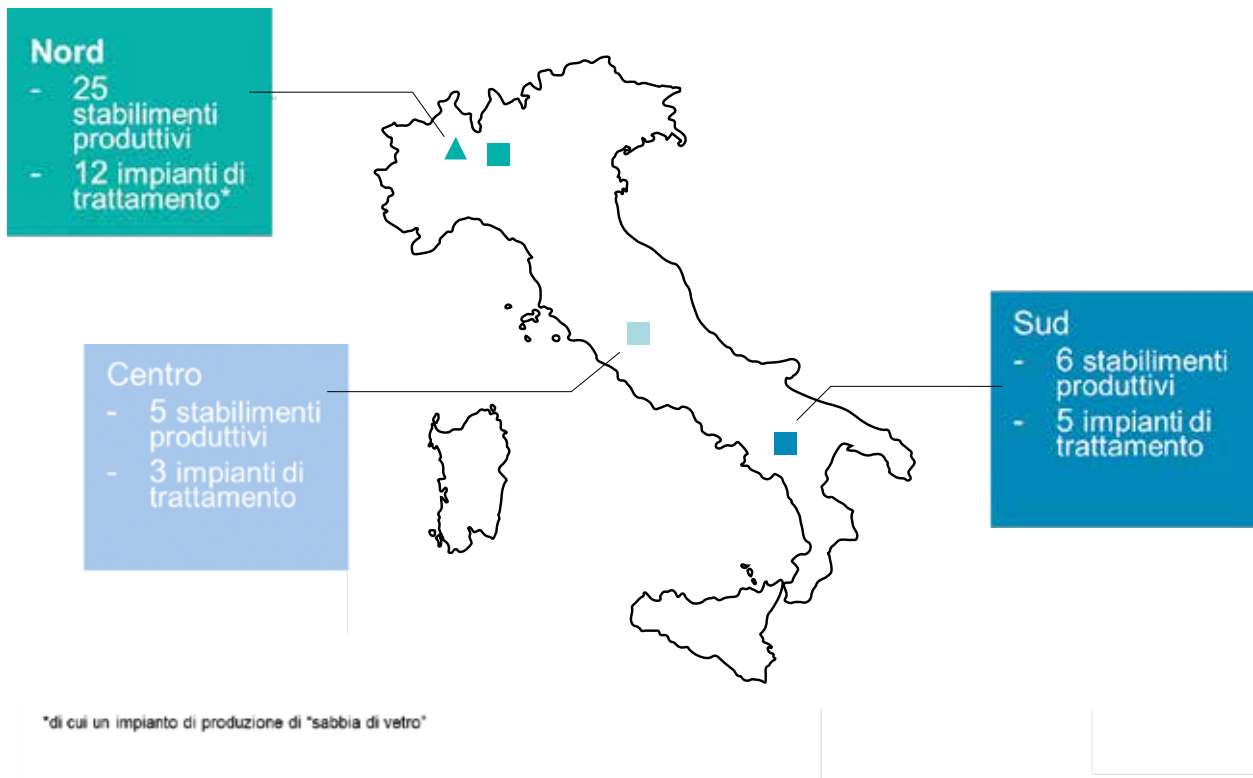 Nord
- 25
stabilimenti
produttivi
- 12 impianti di
trattamento*
Centro
- 5 stabilimenti
produttivi
- 3 impianti di
trattamento
Sud
- 6 stabilimenti
produttivi
- 5 impianti di
trattamento
*di cui un impianto di produzione di "sabbia di vetro"